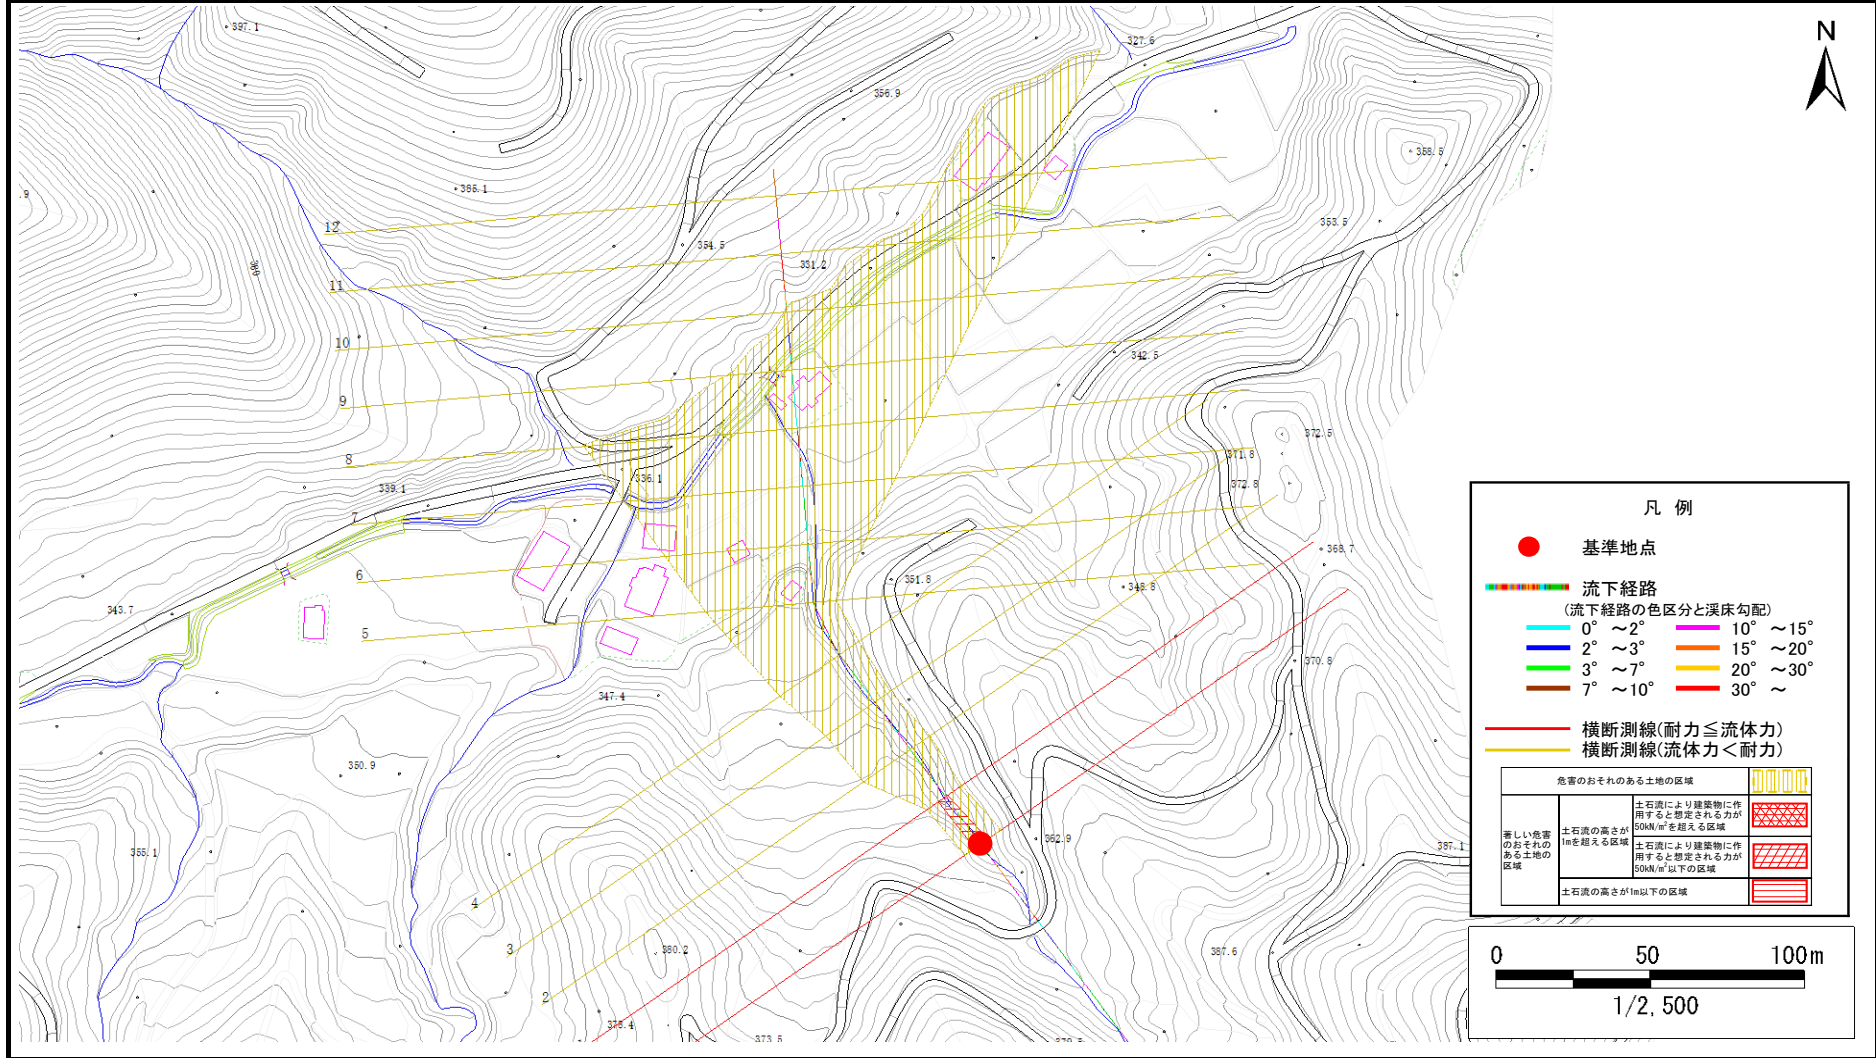 397.1
327.6
N
356.9
.9
385.1
358.5
353.5
12
354.5
331.2
380
11
10
342.5
9
372.5
8
371.8
336.1
372.8
339.1
7
凡 例
368.7
基準地点
6
351.8
348.8
流下経路
(流下経路の色区分と渓床勾配)
343.7
0° ～2°
10° ～15°
5
2° ～3°
15° ～20°
370.8
3° ～7°
20° ～30°
347.4
7° ～10°
30° ～
横断測線(耐力≦流体力)
横断測線(流体力＜耐力)
350.9
危害のおそれのある土地の区域
著しい危害
のおそれの
ある土地の
区域
土石流の高さが
1mを超える区域
土石流により建築物に作
用すると想定される力が
50kN/m²を超える区域
土石流により建築物に作
用すると想定される力が
50kN/m²以下の区域
土石流の高さが1m以下の区域
362.9
387.1
355.1
4
3
380.2
387.6
2
0 50 100m
1/2,500
378.4
373.5